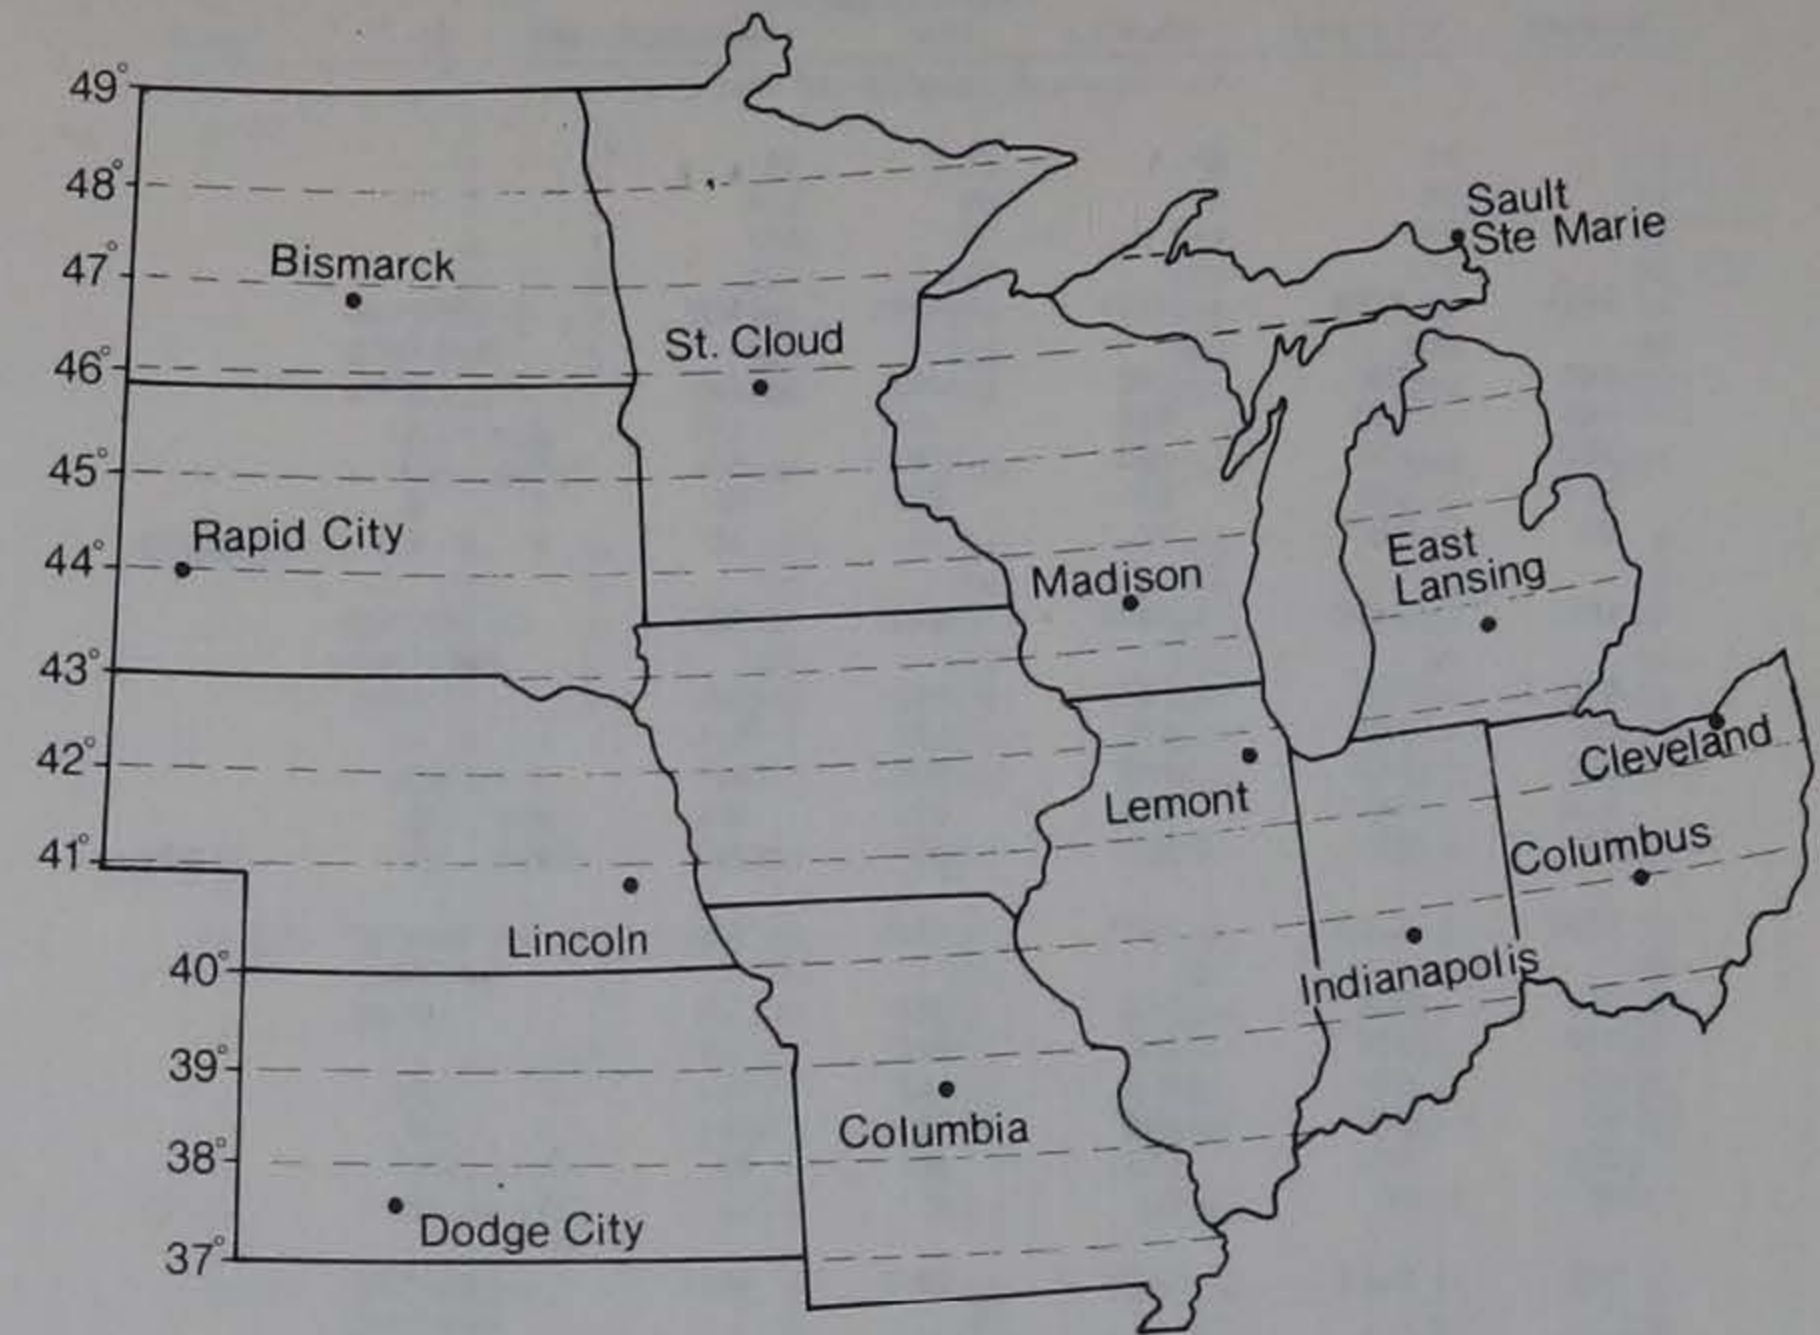 49°
48°
Sault
Ste Marie
47°
Bismarck
St. Cloud
46°
45°
Rapid City
44°
East
Lansing
Madison
43°
42°
Cleveland
Lemont
41°
Columbus
Lincoln
40°
Indianapolis
39°
Columbia
38°
Dodge City
37°